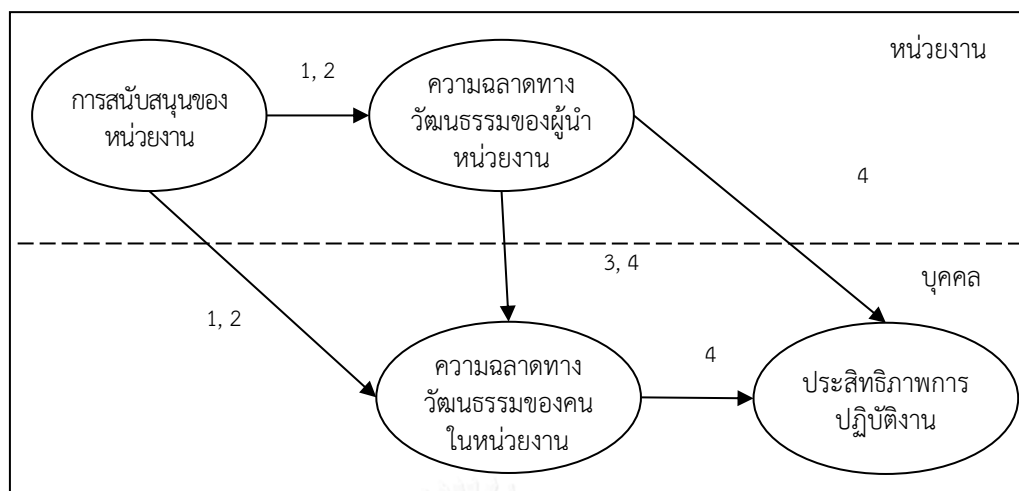 หน่วยงาน
1, 2
การสนับสนุนของ
หน่วยงาน
ความฉลาดทาง
วัฒนธรรมของผู้นำ
หน่วยงาน
4
3, 4
บุคคล
1, 2
ความฉลาดทาง
วัฒนธรรมของคน
ในหน่วยงาน
4
ประสิทธิภาพการ
ปฏิบัติงาน